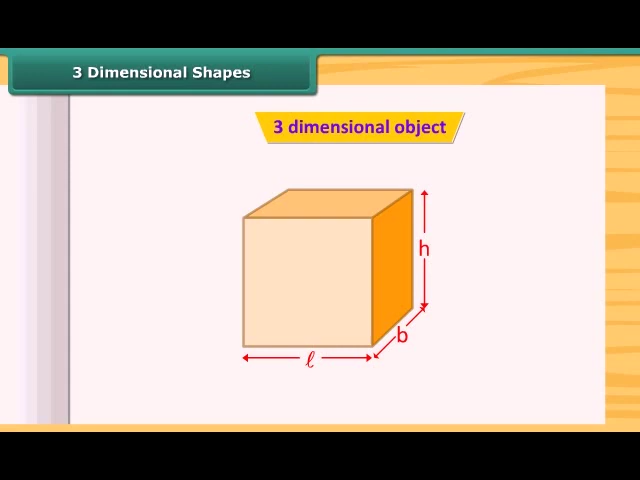 3 Dimensional Shapes
3 dimensional object
h
b
ℓ